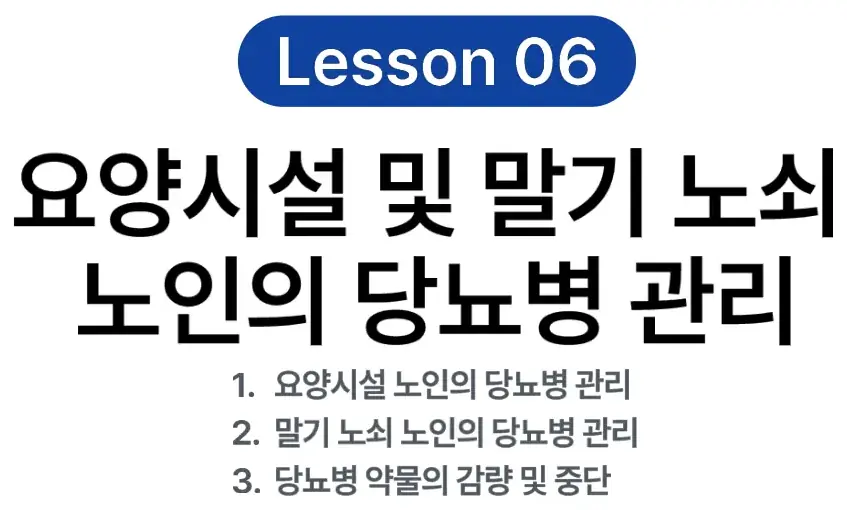 Lesson 06
요양시설 및 말기 노쇠
노인의 당뇨병 관리
1. 요양시설 노인의 당뇨병 관리
2. 말기 노쇠 노인의 당뇨병 관리
3. 당뇨병 약물의 감량 및 중단